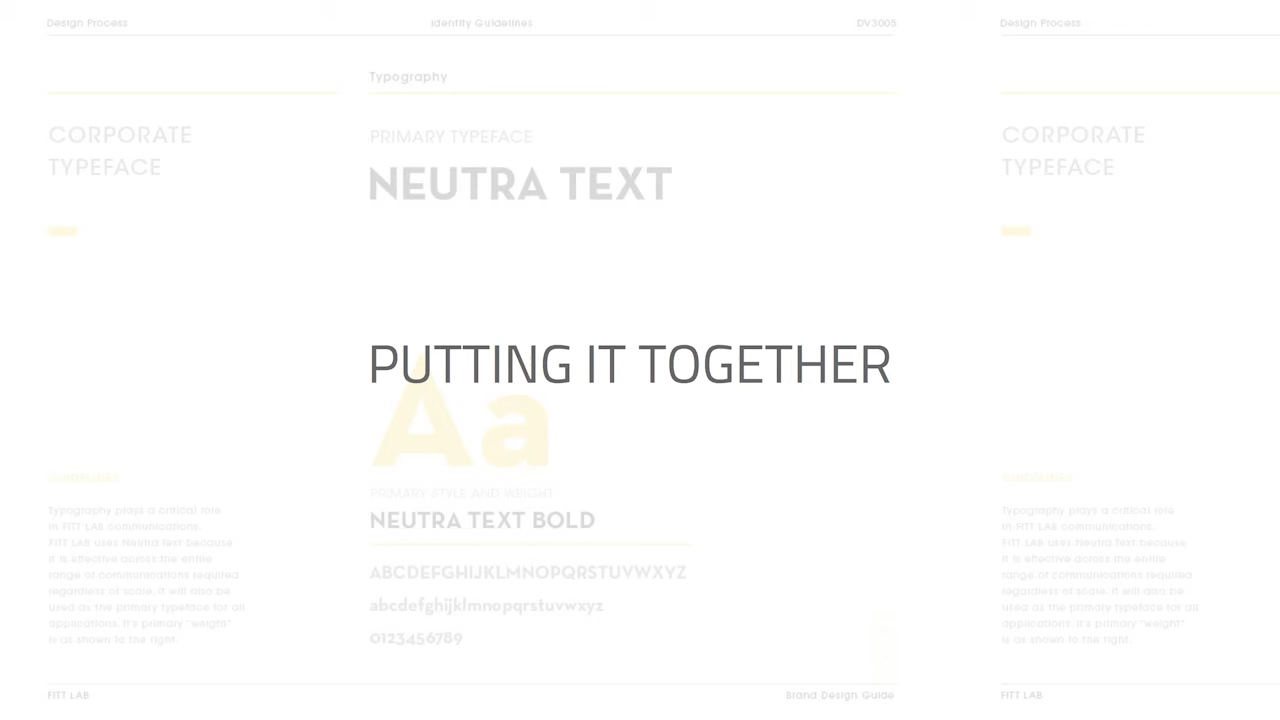 Design Process
Identity Guidelines
DV3005
Design Process
Typography
CORPORATE
TYPEFACE
PRIMARY TYPEFACE
NEUTRA TEXT
CORPORATE
TYPEFACE
PUTTING IT TOGETHER
Aa
PRIMARY STYLE AND WEIGHT
NEUTRA TEXT BOLD
ABCDEFGHIJKLMNOPQRSTUVWXYZ
abcdefghijklmnopqrstuvwxyz
0123456789
GUIDELINES
Typography plays a critical role
in FITT LAB communications.
FITT LAB uses Neutra Text because
it is effective across the entire
range of communications required
regardless of scale. It will also be
used as the primary typeface for all
applications. It's primary "weight"
is as shown to the right.
GUIDELINES
Typography plays a critical role
in FITT LAB communications.
FITT LAB uses Neutra Text because
it is effective across the entire
range of communications required
regardless of scale. It will also be
used as the primary typeface for all
applications. It's primary "weight"
is as shown to the right.
FITT LAB
Brand Design Guide
FITT LAB